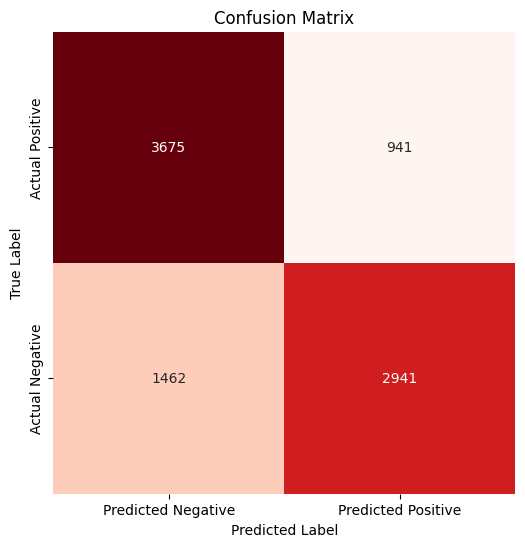 Confusion Matrix
True Label
Actual Positive
3675 941
Actual Negative
1462 2941
Predicted Negative Predicted Positive
Predicted Label